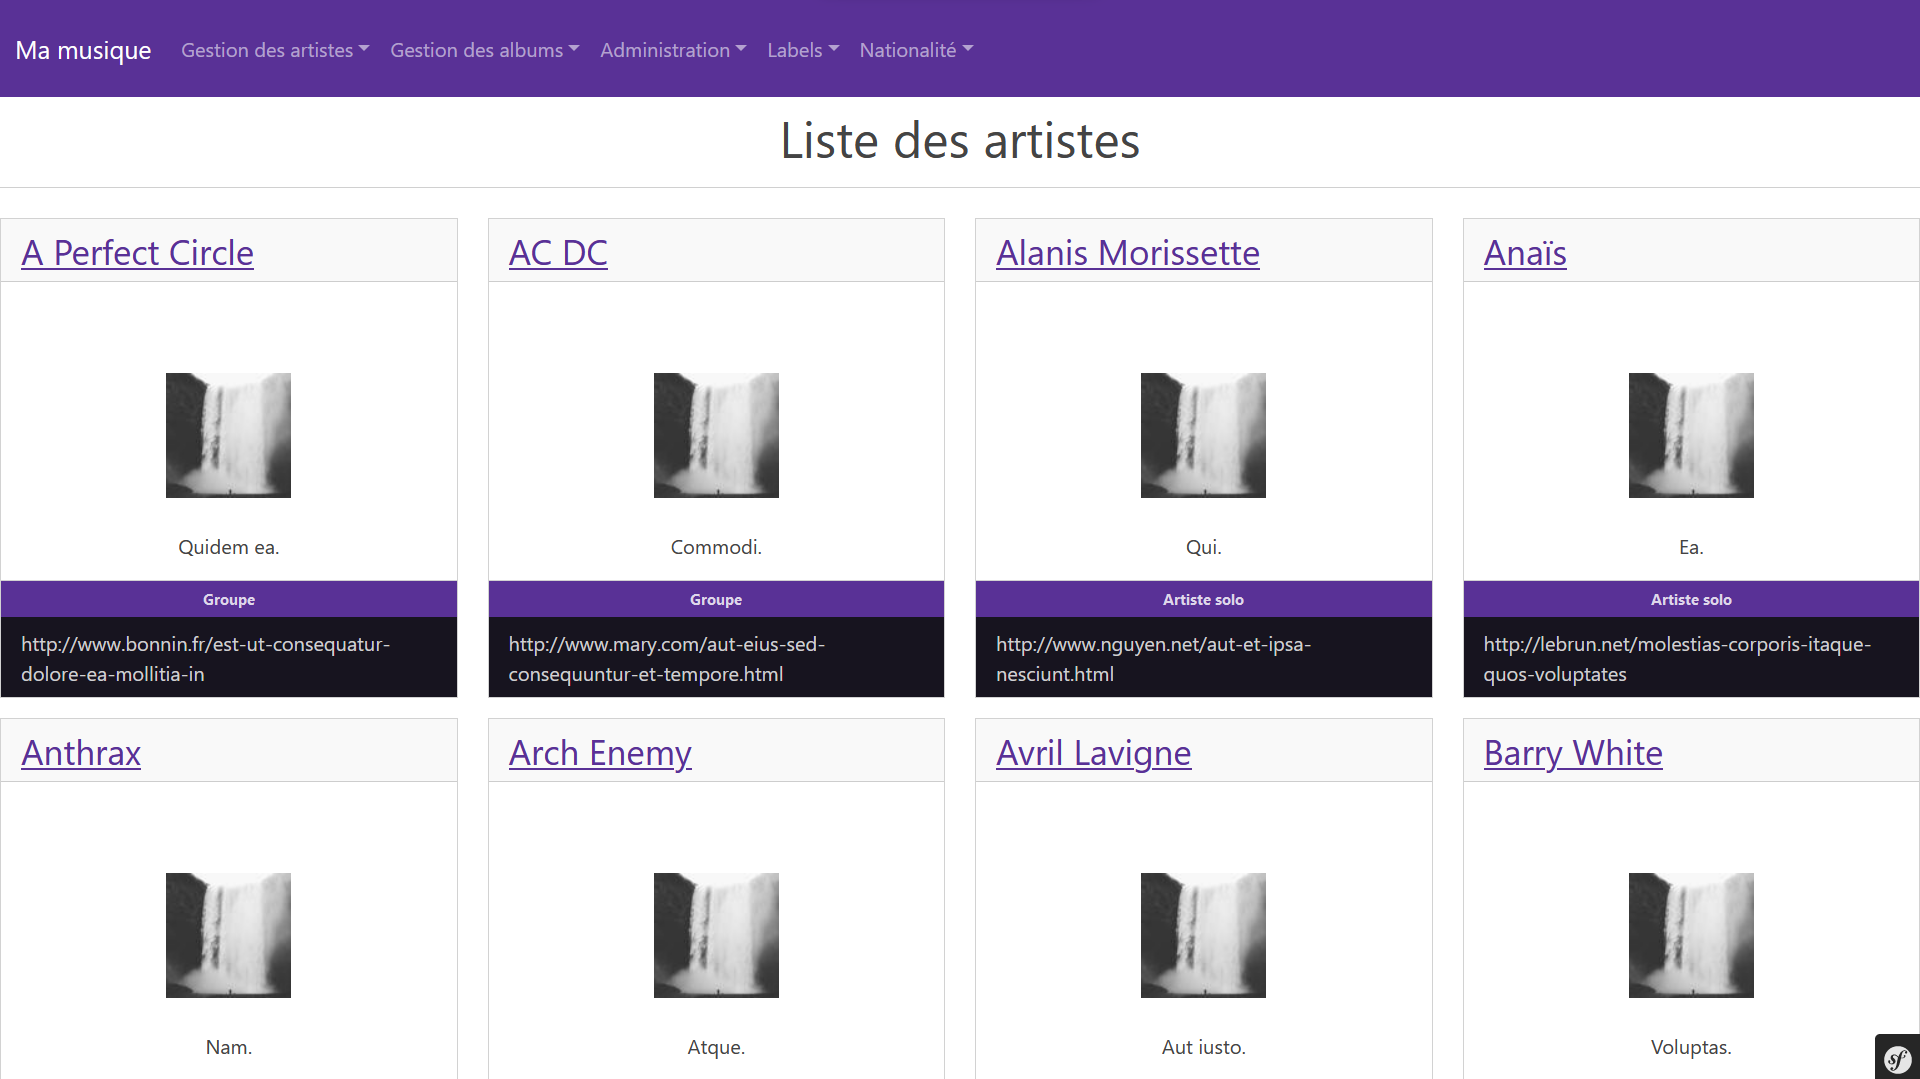 Ma musique Gestion des artistes Gestion des albums Administration Labels Nationalité
Liste des artistes
A Perfect Circle
Quidem ea.
Groupe
http://www.bonnin.fr/est-ut-consequatur-
dolore-ea-mollitia-in
AC DC
Commodi.
Groupe
http://www.mary.com/aut-eius-sed-
consequuntur-et-tempore.html
Alanis Morissette
Qui.
Artiste solo
http://www.nguyen.net/aut-et-ipsa-
nesciunt.html
Anaïs
Ea.
Artiste solo
http://lebrun.net/molestias-corporis-itaque-
quos-voluptates
Anthrax
Nam.
Arch Enemy
Atque.
Avril Lavigne
Aut iusto.
Barry White
Voluptas.
sf